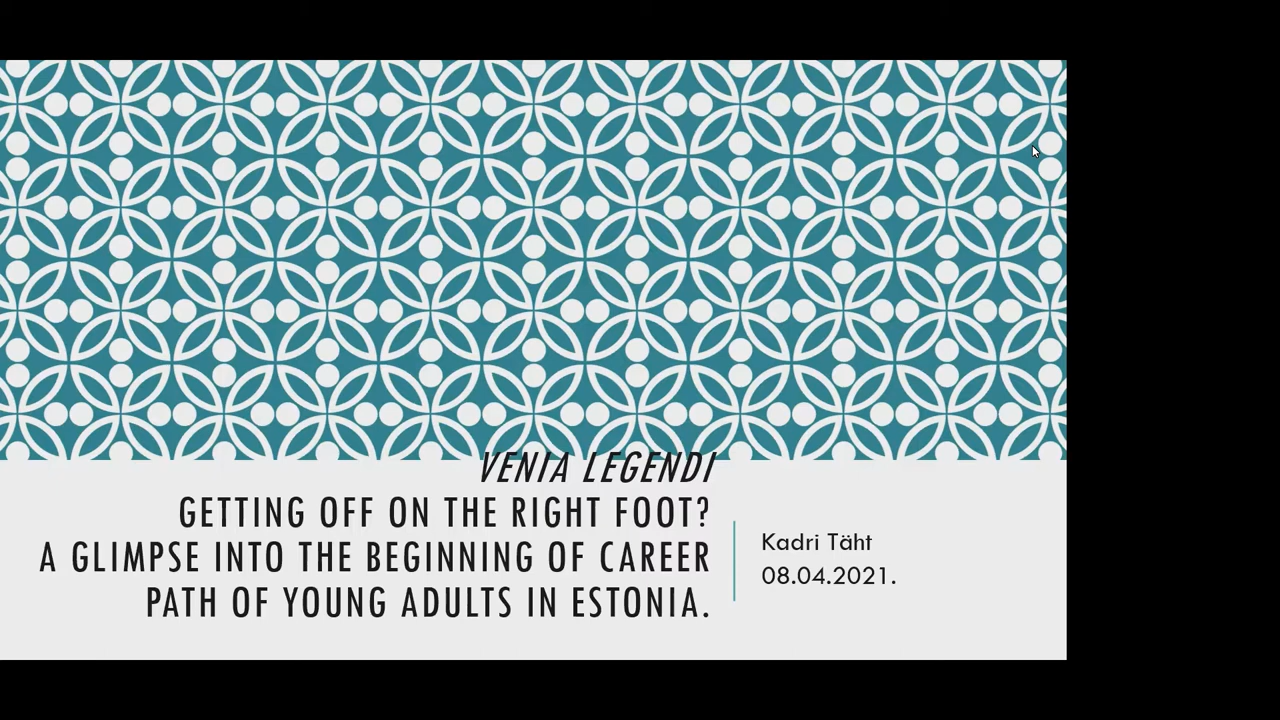 VENIA LEGENDI
GETTING OFF ON THE RIGHT FOOT?
A GLIMPSE INTO THE BEGINNING OF CAREER
PATH OF YOUNG ADULTS IN ESTONIA.
Kadri Täht
08.04.2021.